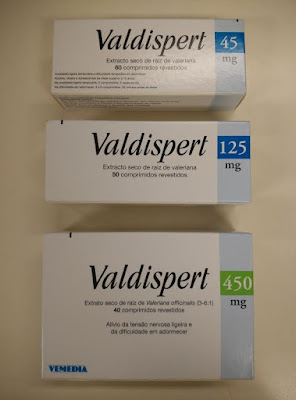 Valdispert 45
mg
Extracto seco de raiz de valeriana
60 comprimidos revestidos
Valdispert 125
mg
Extracto seco de raiz de valeriana
50 comprimidos revestidos
Valdispert 450
mg
Extrato seco de raiz de Valeriana officinalis (3-6:1)
40 comprimidos revestidos
Alívio da tensão nervosa ligeira e
da dificuldade em adormecer
VEMEDIA